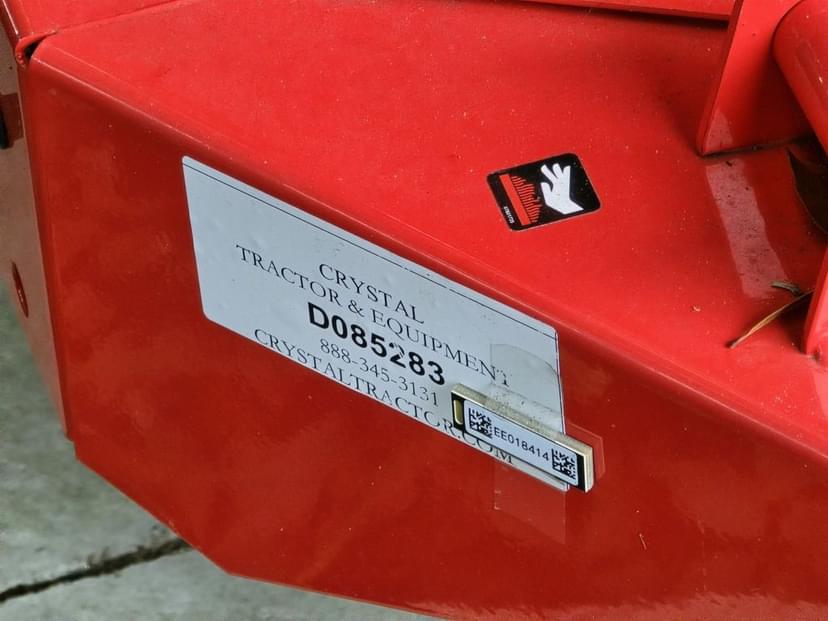 CRYSTAL
TRACTOR & EQUIPMENT
D085283
888-345-3131
CRYSTALTRACTOR.COM
EE018414